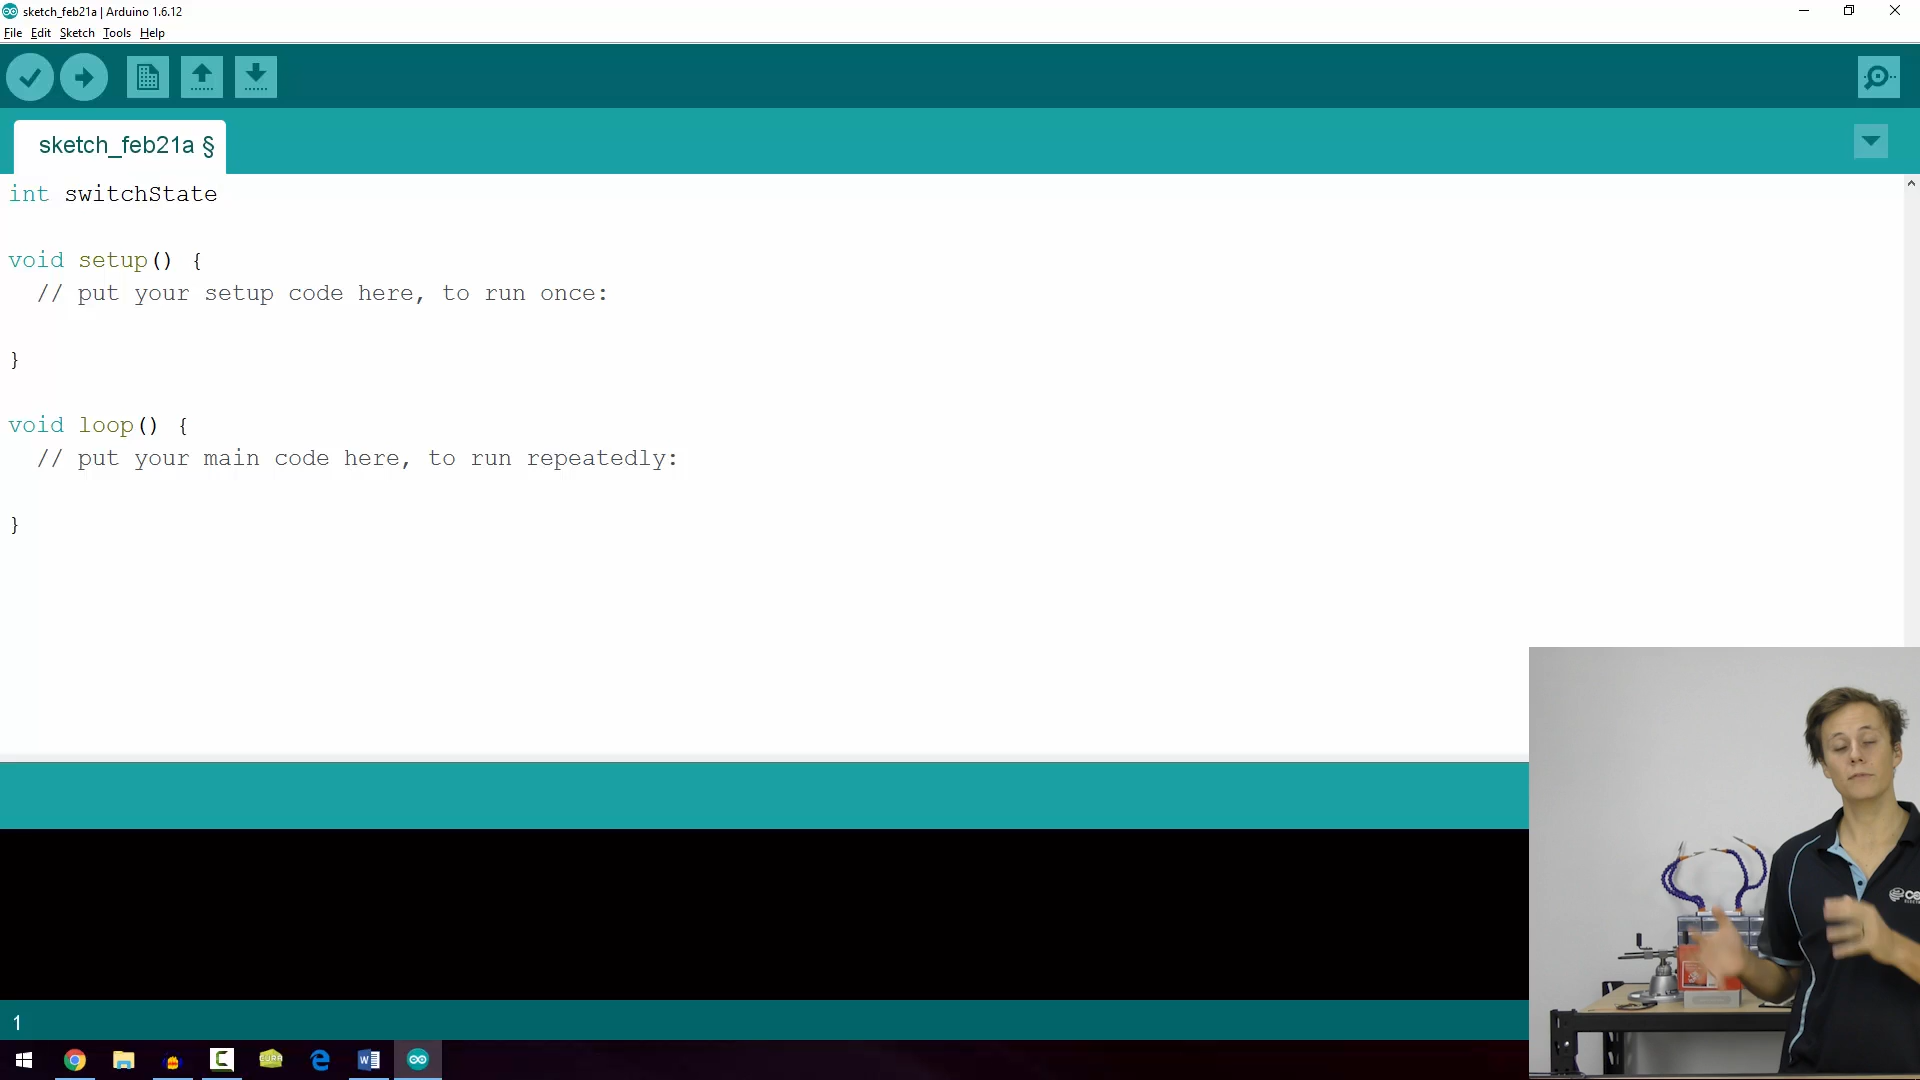 sketch_feb21a | Arduino 1.6.12
File Edit Sketch Tools Help
sketch_feb21a §
int switchState
void setup() {
// put your setup code here, to run once:
}
void loop() {
// put your main code here, to run repeatedly:
}
1